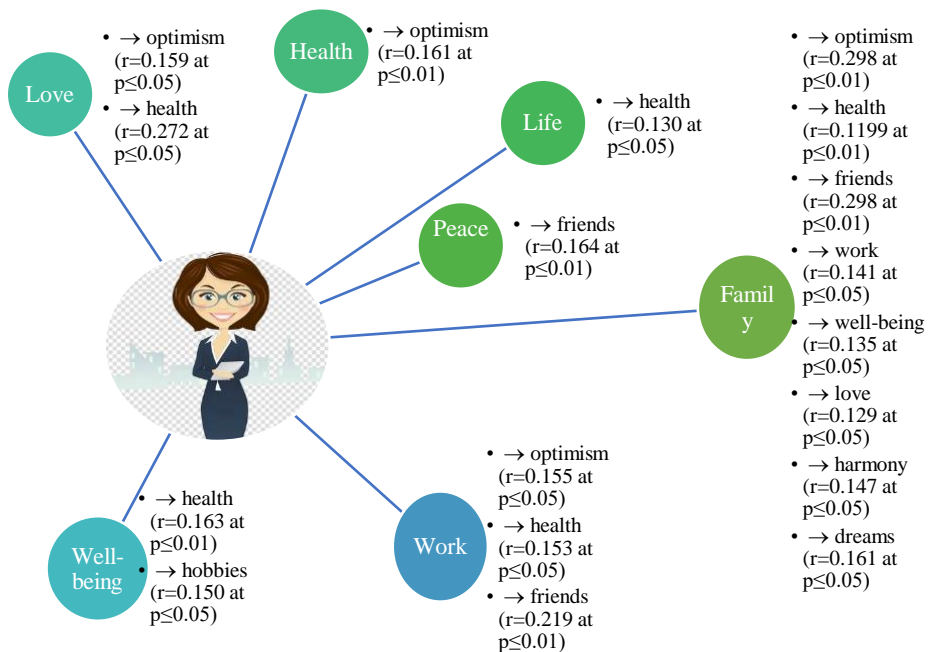 Love
• → optimism
(r=0.159 at
p≤0.05)
• → health
(r=0.272 at
p≤0.05)
Health
• → optimism
(r=0.161 at
p≤0.01)
Life
• → health
(r=0.130 at
p≤0.05)
Peace
• → friends
(r=0.164 at
p≤0.01)
Famil
y
• → optimism
(r=0.298 at
p≤0.01)
• → health
(r=0.1199 at
p≤0.01)
• → friends
(r=0.298 at
p≤0.01)
• → work
(r=0.141 at
p≤0.05)
• → well-being
(r=0.135 at
p≤0.05)
• → love
(r=0.129 at
p≤0.05)
• → harmony
(r=0.147 at
p≤0.05)
• → dreams
(r=0.161 at
p≤0.05)
Work
• → optimism
(r=0.155 at
p≤0.05)
• → health
(r=0.153 at
p≤0.05)
• → friends
(r=0.219 at
p≤0.01)
Well-
being
• → health
(r=0.163 at
p≤0.01)
• → hobbies
(r=0.150 at
p≤0.05)